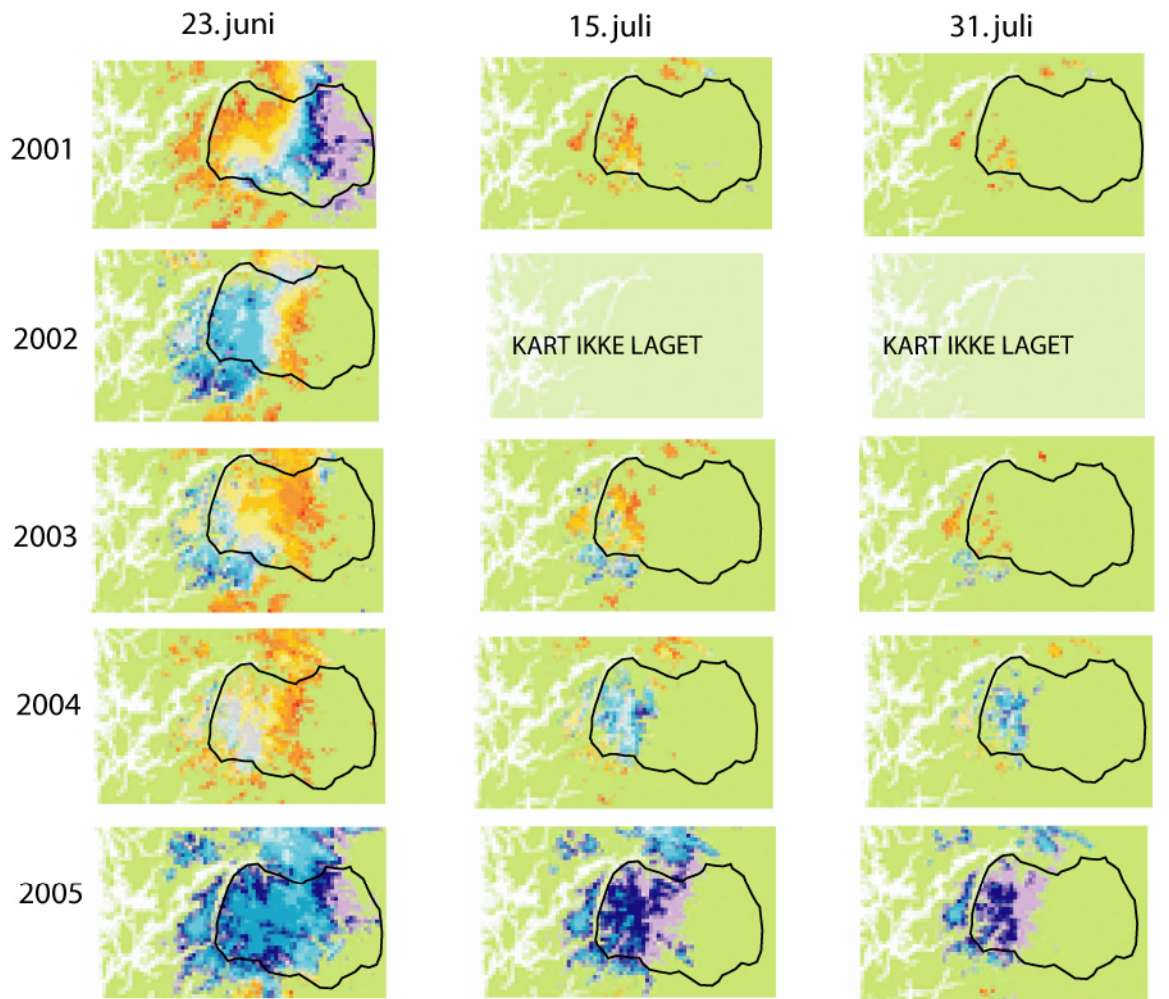 23. juni 15. juli 31. juli
2001
2002
KART IKKE LAGET KART IKKE LAGET
2003
2004
2005